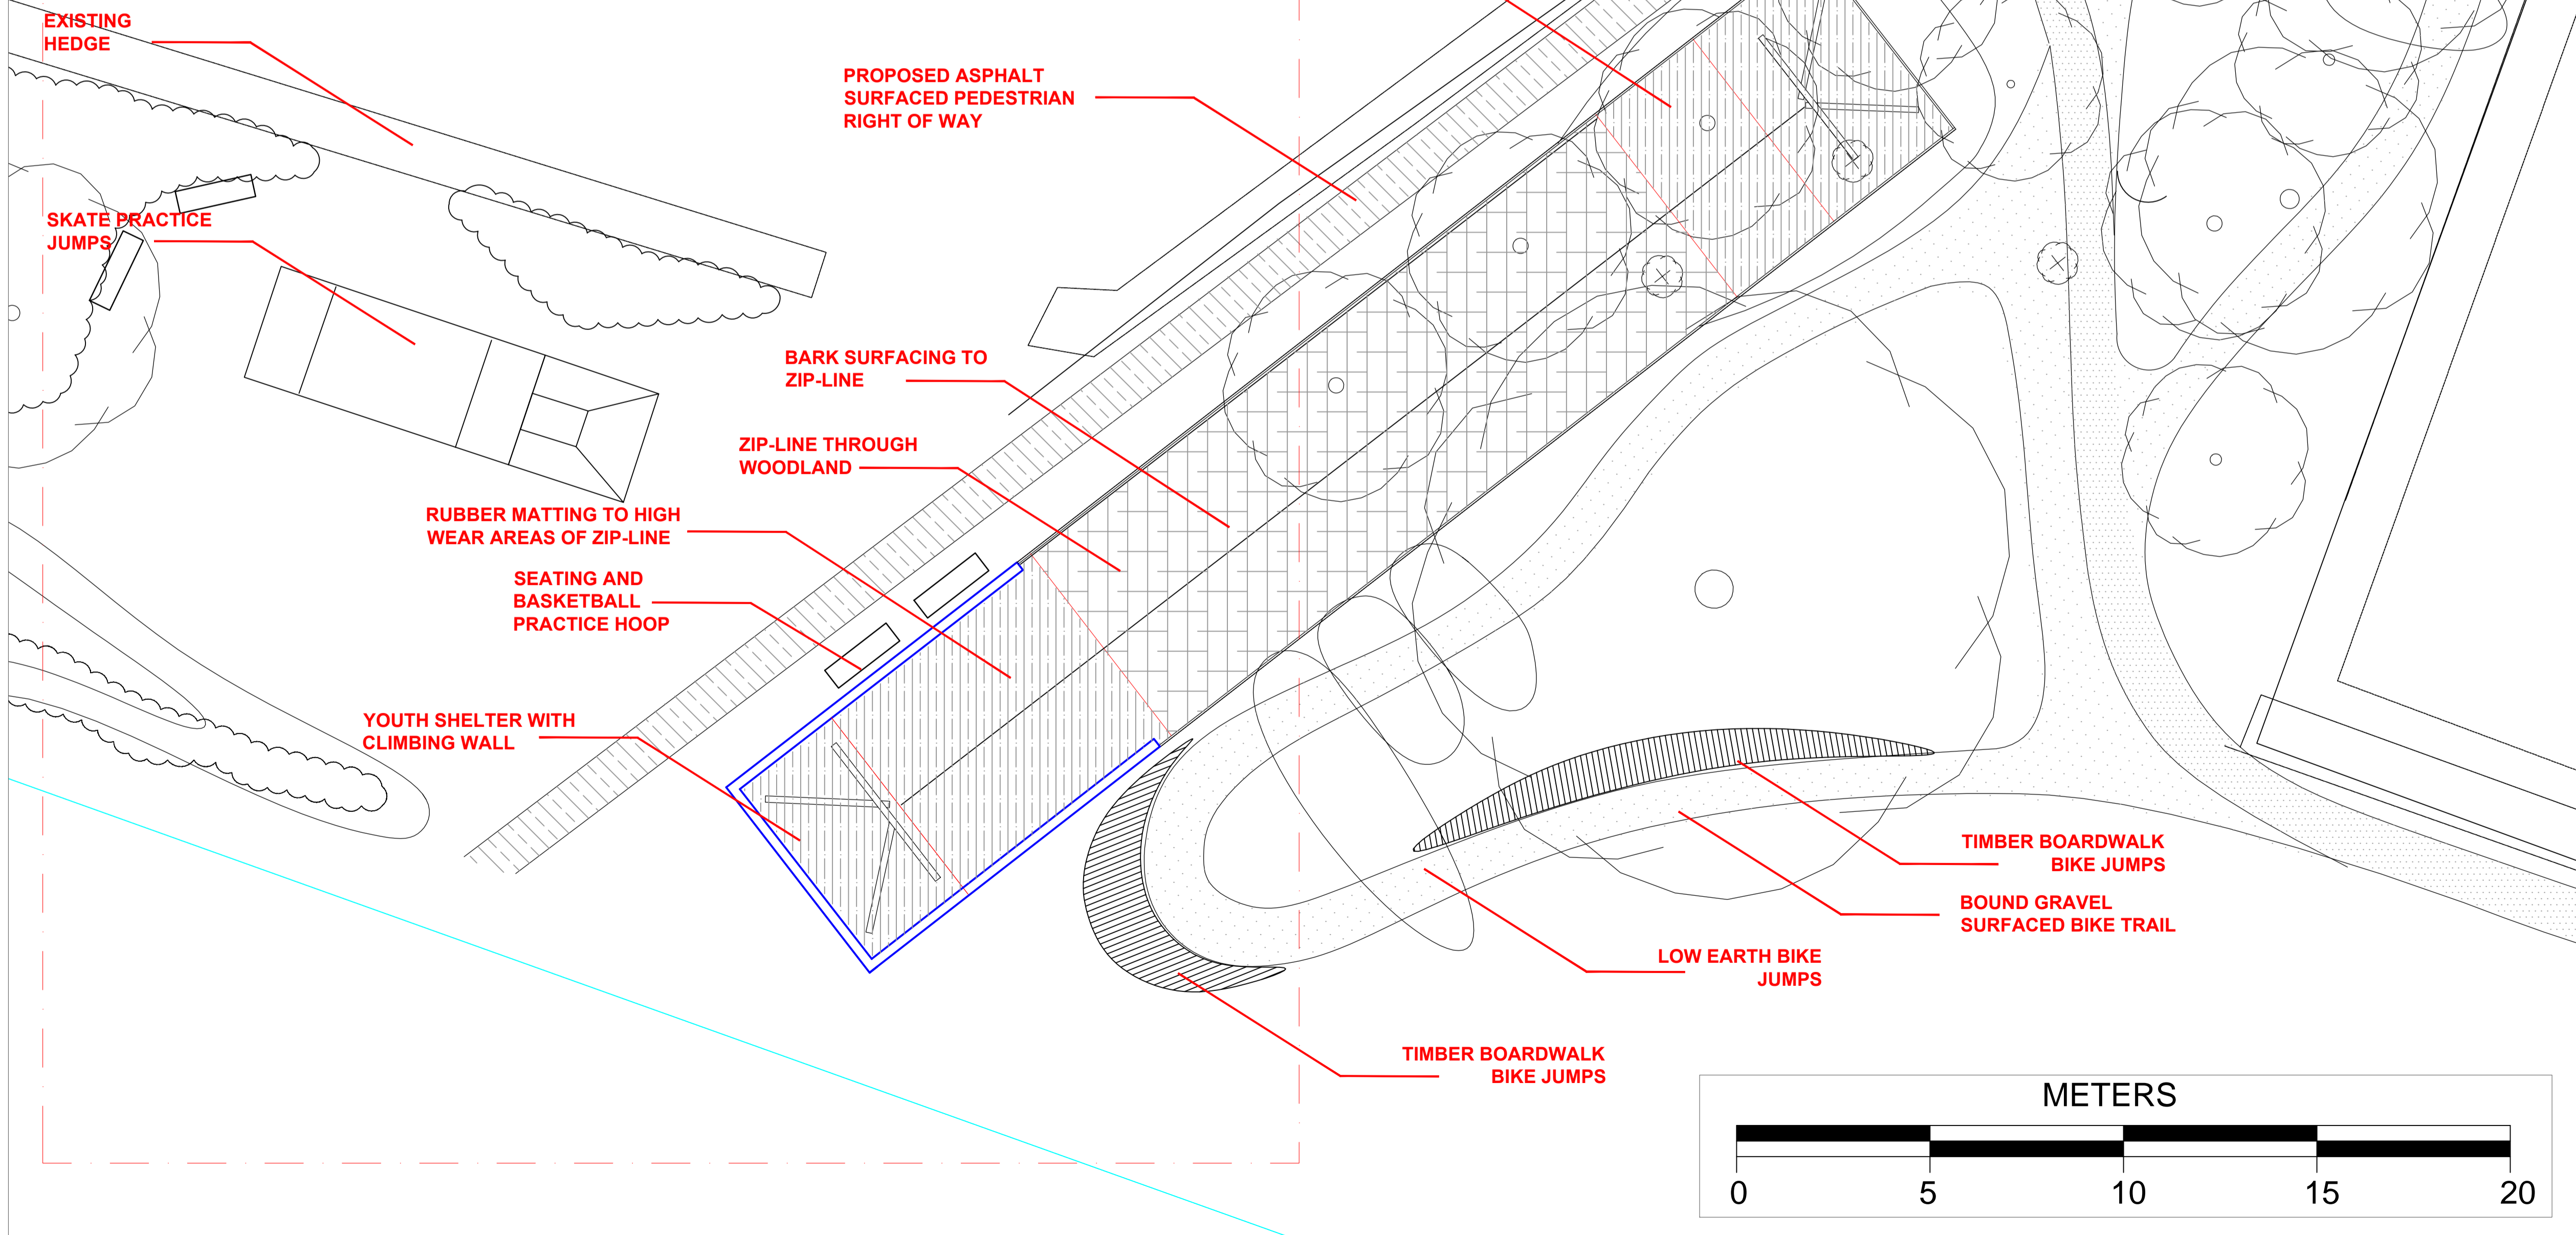 EXISTING
HEDGE
PROPOSED ASPHALT
SURFACED PEDESTRIAN
RIGHT OF WAY
SKATE PRACTICE
JUMPS
BARK SURFACING TO
ZIP-LINE
ZIP-LINE THROUGH
WOODLAND
RUBBER MATTING TO HIGH
WEAR AREAS OF ZIP-LINE
SEATING AND
BASKETBALL
PRACTICE HOOP
YOUTH SHELTER WITH
CLIMBING WALL
TIMBER BOARDWALK
BIKE JUMPS
BOUND GRAVEL
SURFACED BIKE TRAIL
LOW EARTH BIKE
JUMPS
TIMBER BOARDWALK
BIKE JUMPS
METERS
0 5 10 15 20